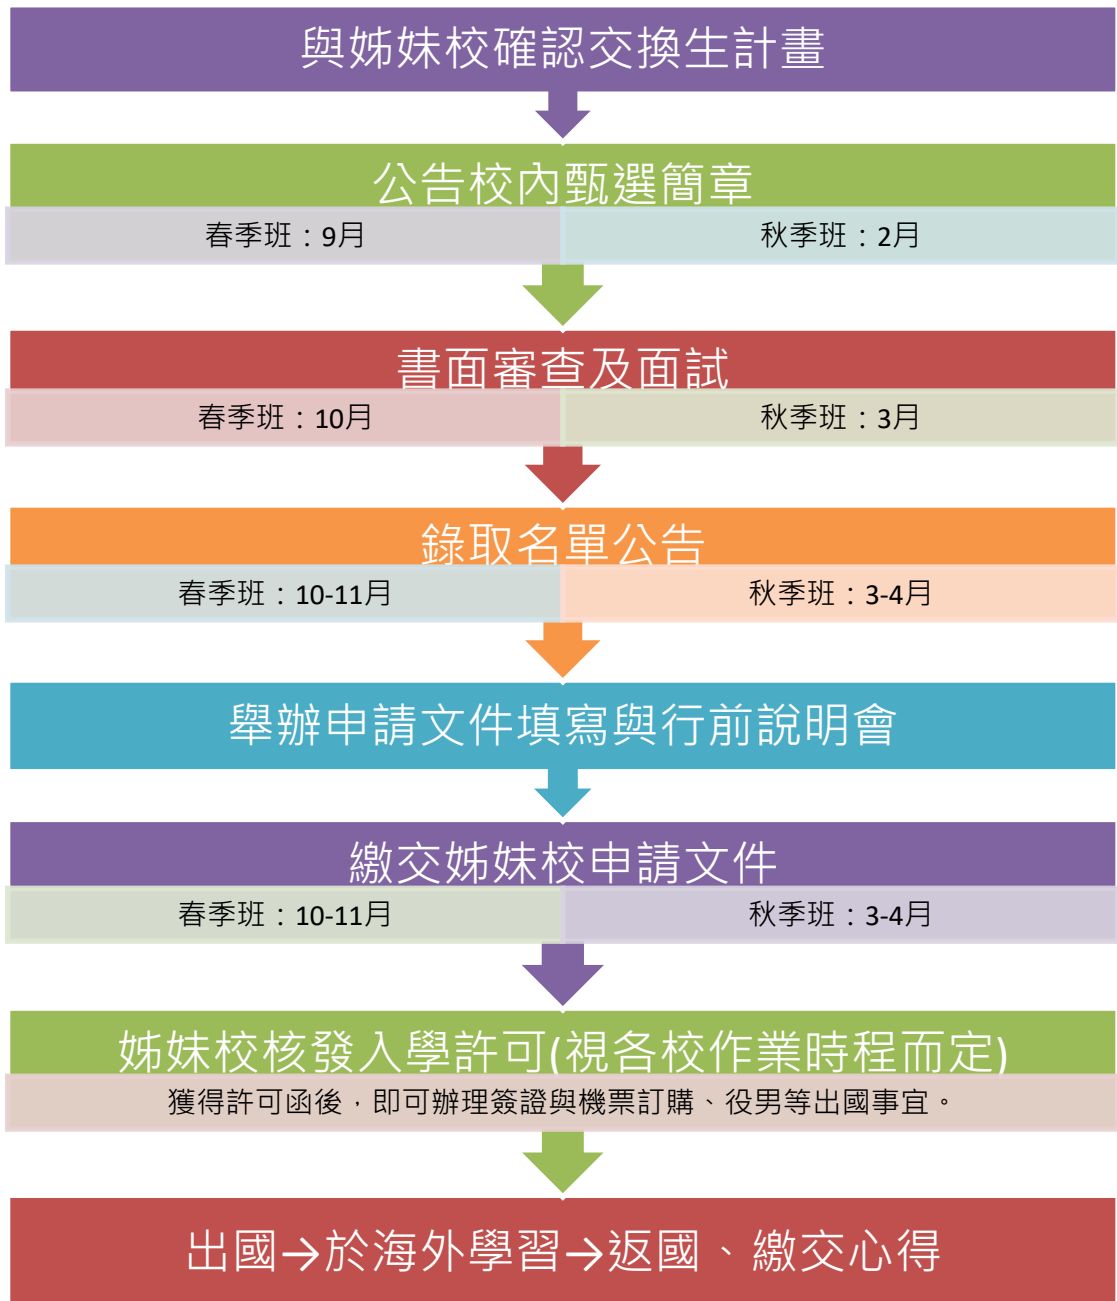 與姊妹校確認交換生計畫
公告校內甄選簡章
春季班：9月
秋季班：2月
書面審查及面試
春季班：10月
秋季班：3月
錄取名單公告
春季班：10-11月
秋季班：3-4月
舉辦申請文件填寫與行前說明會
繳交姊妹校申請文件
春季班：10-11月
秋季班：3-4月
姊妹校核發入學許可(視各校作業時程而定)
獲得許可函後，即可辦理簽證與機票訂購、役男等出國事宜。
出國→於海外學習→返國、繳交心得